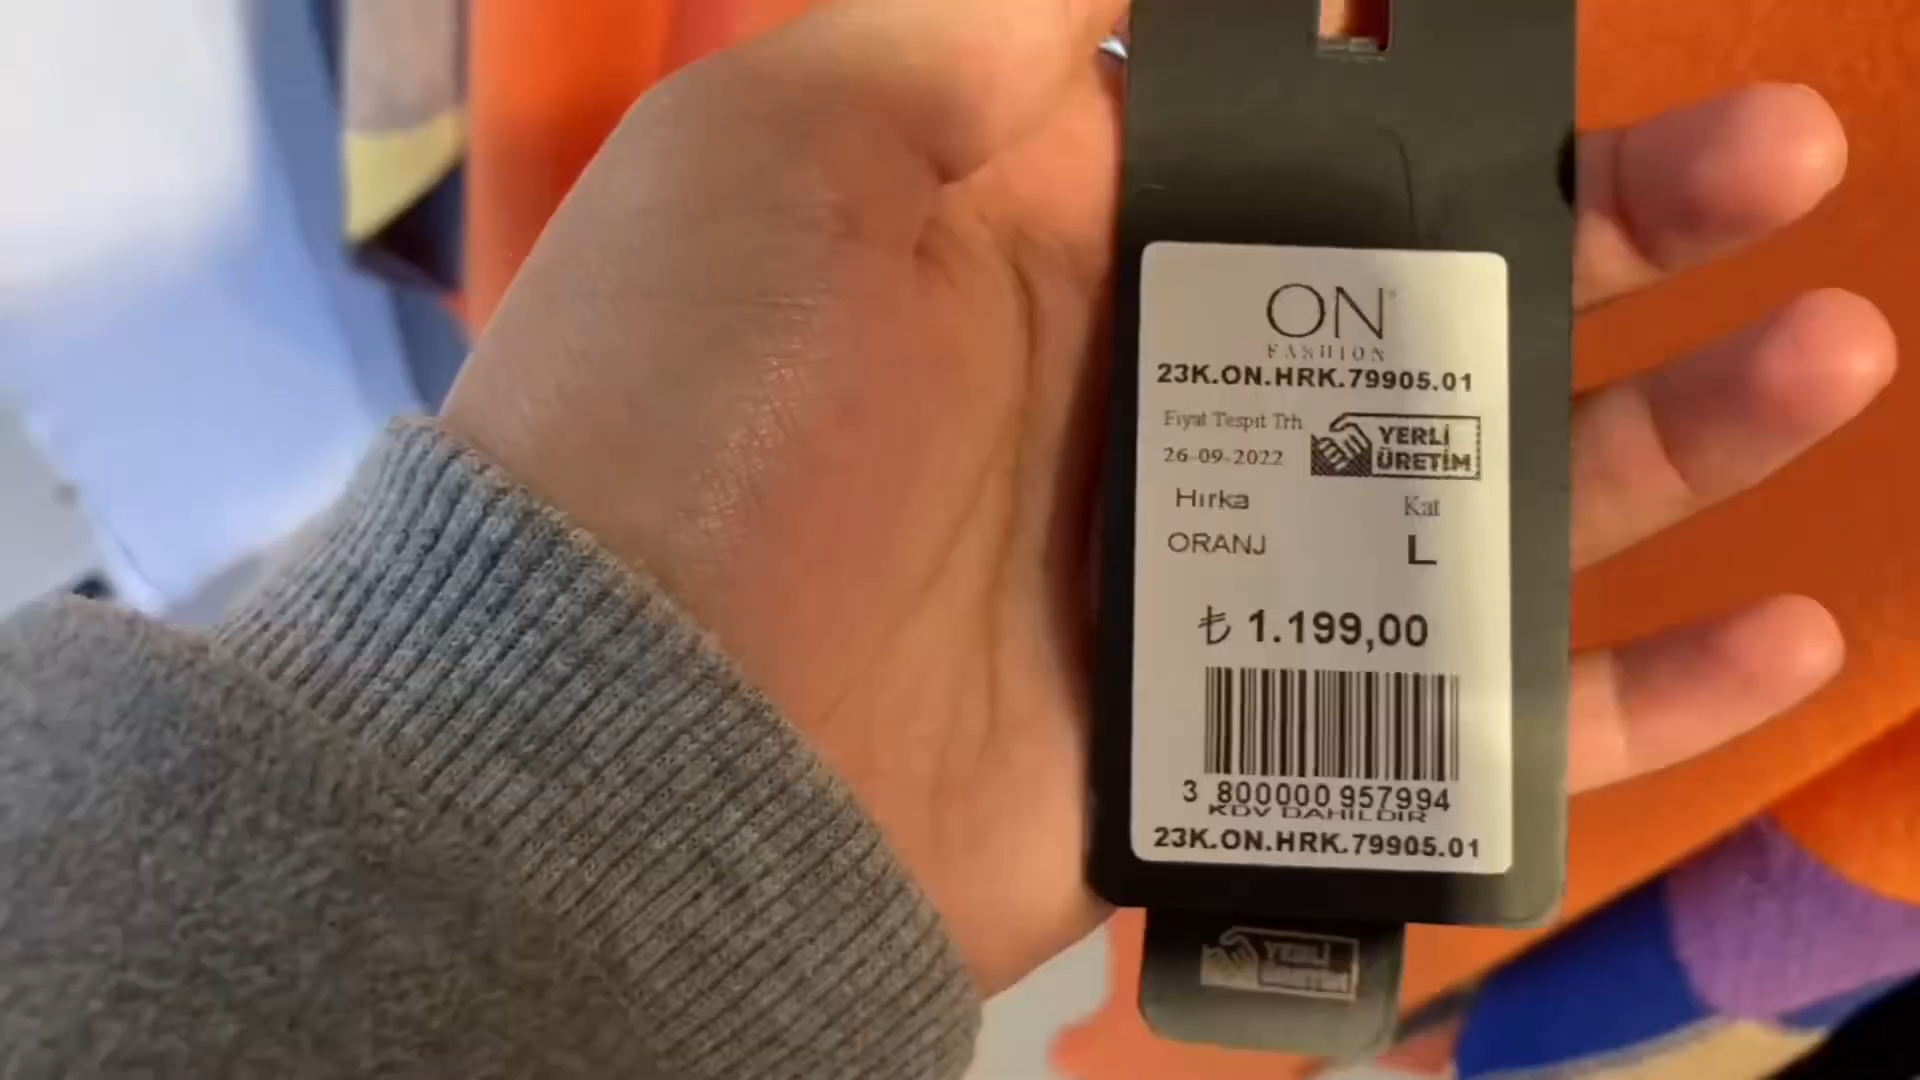 ON
FASHION
23K.ON.HRK.79905.01
Fiyat Tespit Trh
26-09-2022
YERLİ
ÜRETİM
Hırka
Kat
ORANJ
L
₺ 1.199,00
3 800000 957994
KDV DAHİLDİR
23K.ON.HRK.79905.01
YERLİ